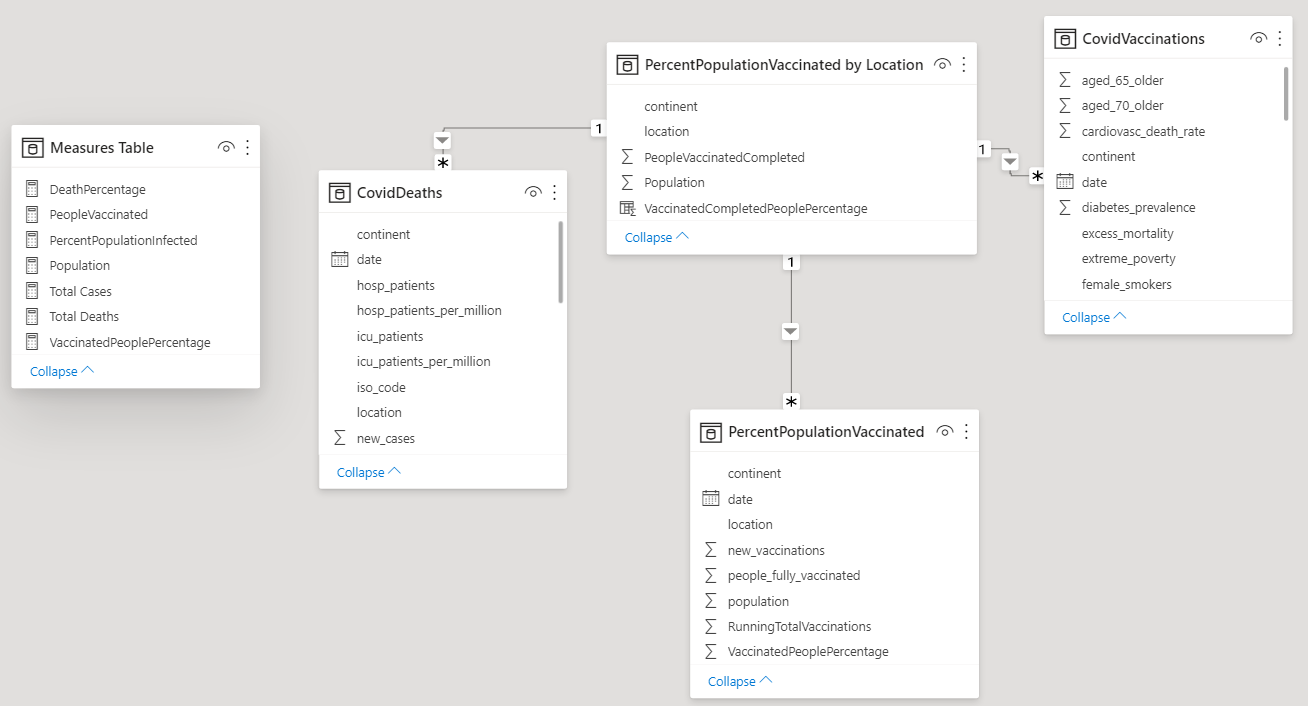 Measures Table
DeathPercentage
PeopleVaccinated
PercentPopulationInfected
Population
Total Cases
Total Deaths
VaccinatedPeoplePercentage
Collapse
CovidDeaths
continent
date
hosp_patients
hosp_patients_per_million
icu_patients
icu_patients_per_million
iso_code
location
new_cases
Collapse
1
*
PercentPopulationVaccinated by Location
continent
location
PeopleVaccinatedCompleted
Population
VaccinatedCompletedPeoplePercentage
Collapse
1
*
1
*
PercentPopulationVaccinated
continent
date
location
new_vaccinations
people_fully_vaccinated
population
RunningTotalVaccinations
VaccinatedPeoplePercentage
Collapse
CovidVaccinations
aged_65_older
aged_70_older
cardiovasc_death_rate
continent
date
diabetes_prevalence
excess_mortality
extreme_poverty
female_smokers
Collapse